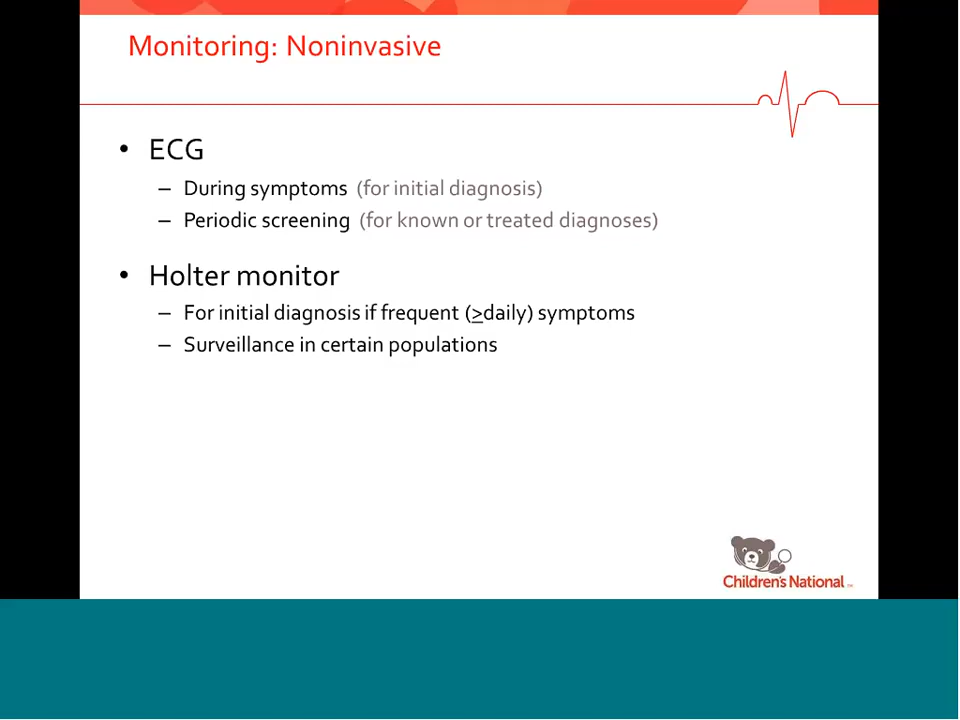 Monitoring: Noninvasive
• ECG
– During symptoms (for initial diagnosis)
– Periodic screening (for known or treated diagnoses)
• Holter monitor
– For initial diagnosis if frequent (≥daily) symptoms
– Surveillance in certain populations
Children's National